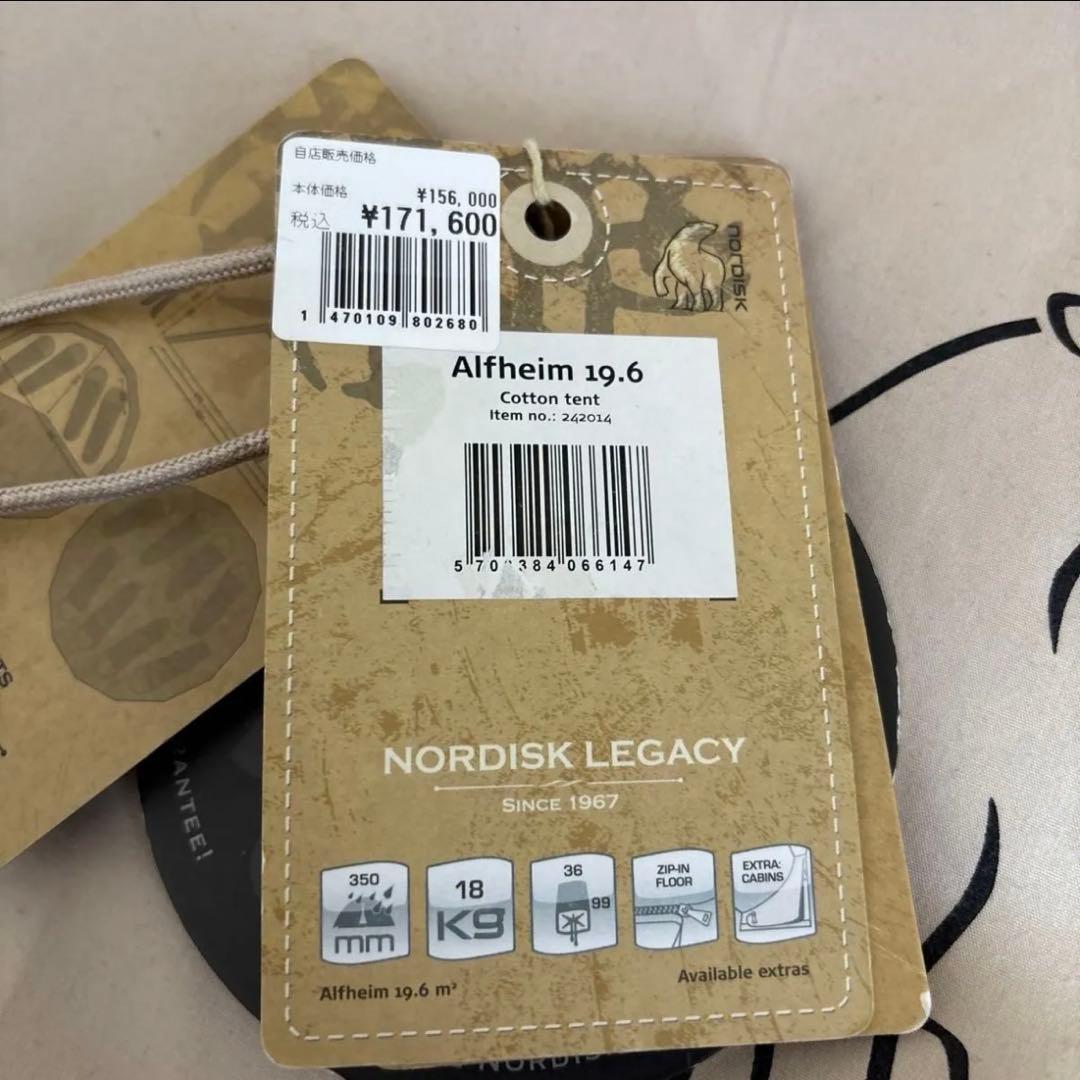 自店販売価格
本体価格 ¥156,000
税込 ¥171,600
1 470109 802680
nordisk
Alfheim 19.6
Cotton tent
Item no.: 242014
384 066147
NORDISK LEGACY
SINCE 1967
350
mm
18
Kg
36
99
ZIP-IN
FLOOR
EXTRA:
CABINS
Alfheim 19.6 m²
Available extras